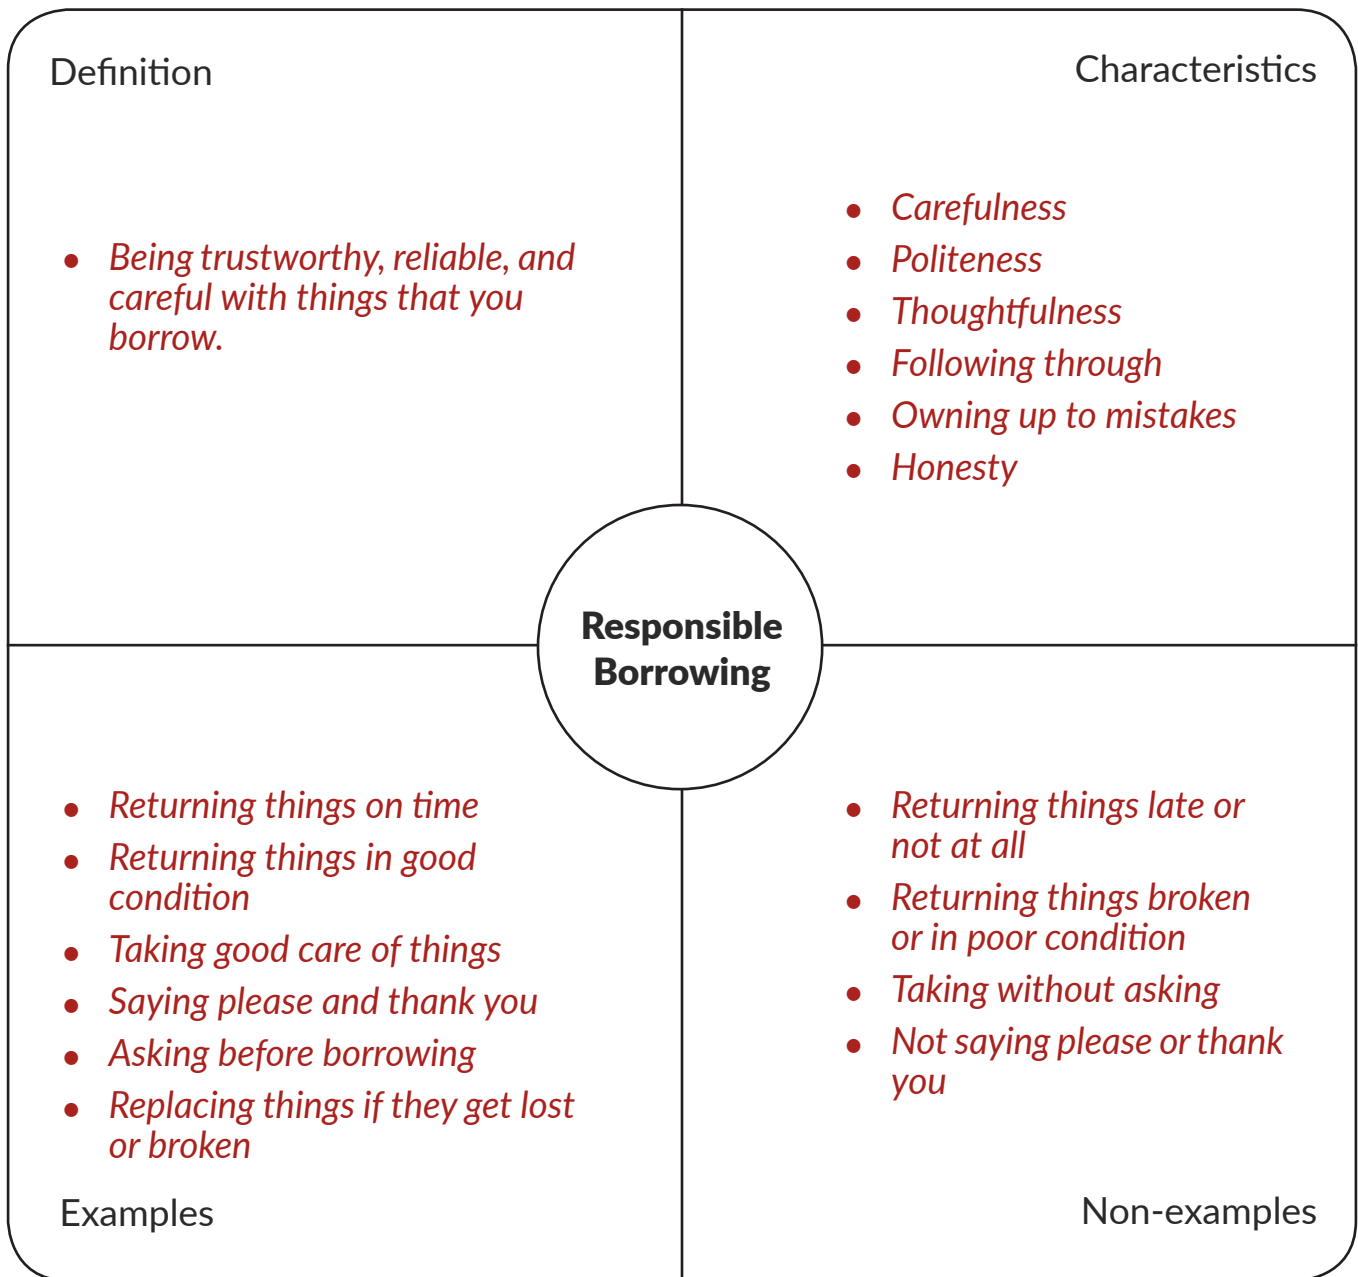 Definition
• Being trustworthy, reliable, and
careful with things that you
borrow.
Characteristics
• Carefulness
• Politeness
• Thoughtfulness
• Following through
• Owning up to mistakes
• Honesty
Responsible
Borrowing
• Returning things on time
• Returning things in good
condition
• Taking good care of things
• Saying please and thank you
• Asking before borrowing
• Replacing things if they get lost
or broken
Examples
• Returning things late or
not at all
• Returning things broken
or in poor condition
• Taking without asking
• Not saying please or thank
you
Non-examples